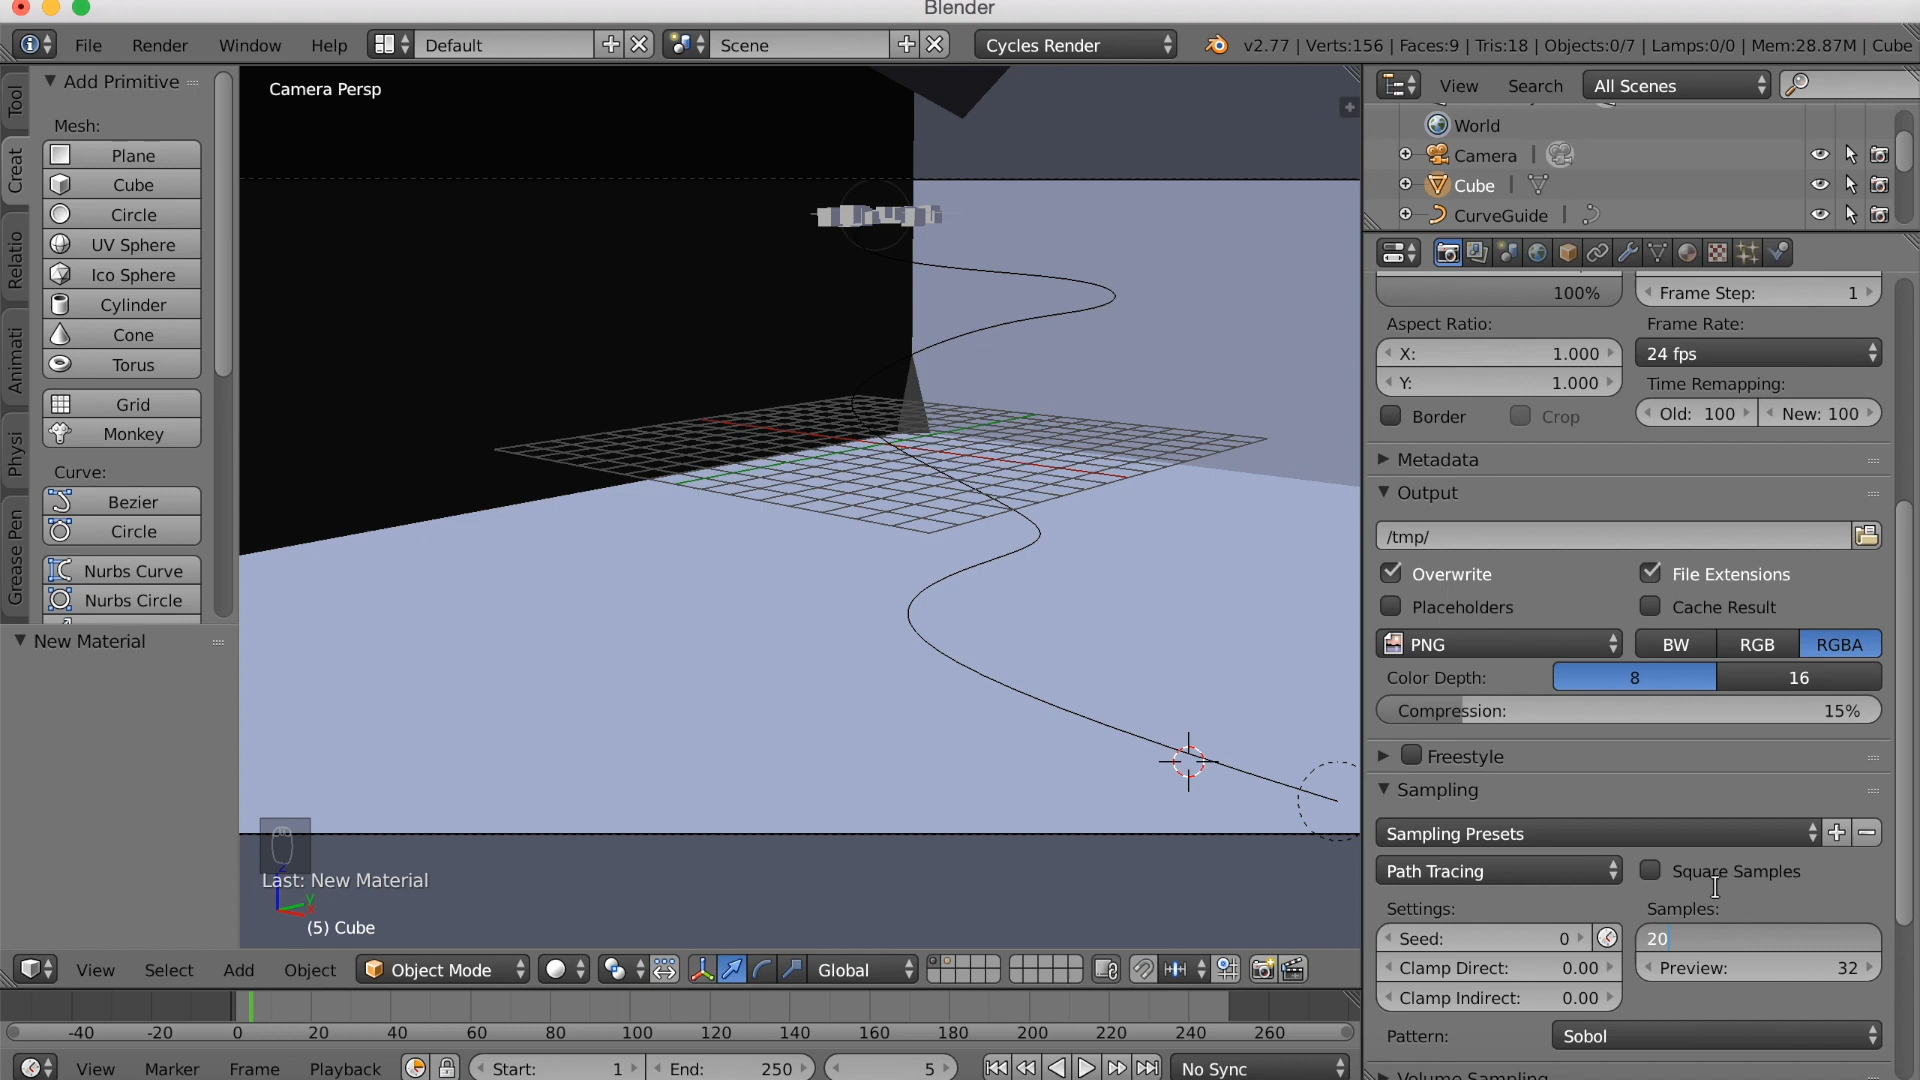 Blender
File Render Window Help Default Scene Cycles Render v2.77 | Verts:156 | Faces:9 | Tris:18 | Objects:0/7 | Lamps:0/0 | Mem:28.87M | Cube
Tool
Creat
Relatio
Animati
Physi
Grease Pen
Add Primitive
Mesh:
Plane
Cube
Circle
UV Sphere
Ico Sphere
Cylinder
Cone
Torus
Grid
Monkey
Curve:
Bezier
Circle
Nurbs Curve
Nurbs Circle
New Material
Camera Persp
Last: New Material
z
y
x
(5) Cube
View Select Add Object Object Mode Global
-40 -20 0 20 40 60 80 100 120 140 160 180 200 220 240 260
View Marker Frame Playback Start: 1 End: 250 5 No Sync
View Search All Scenes
World
Camera
Cube
CurveGuide
100% Frame Step: 1
Aspect Ratio: Frame Rate:
X: 1.000 24 fps
Y: 1.000 Time Remapping:
Border Crop Old: 100 New: 100
Metadata
Output
/tmp/
Overwrite File Extensions
Placeholders Cache Result
PNG BW RGB RGBA
Color Depth: 8 16
Compression: 15%
Freestyle
Sampling
Sampling Presets
Path Tracing Square Samples
Settings: Samples:
Seed: 0 20
Clamp Direct: 0.00 Preview: 32
Clamp Indirect: 0.00
Pattern: Sobol
Volume Sampling